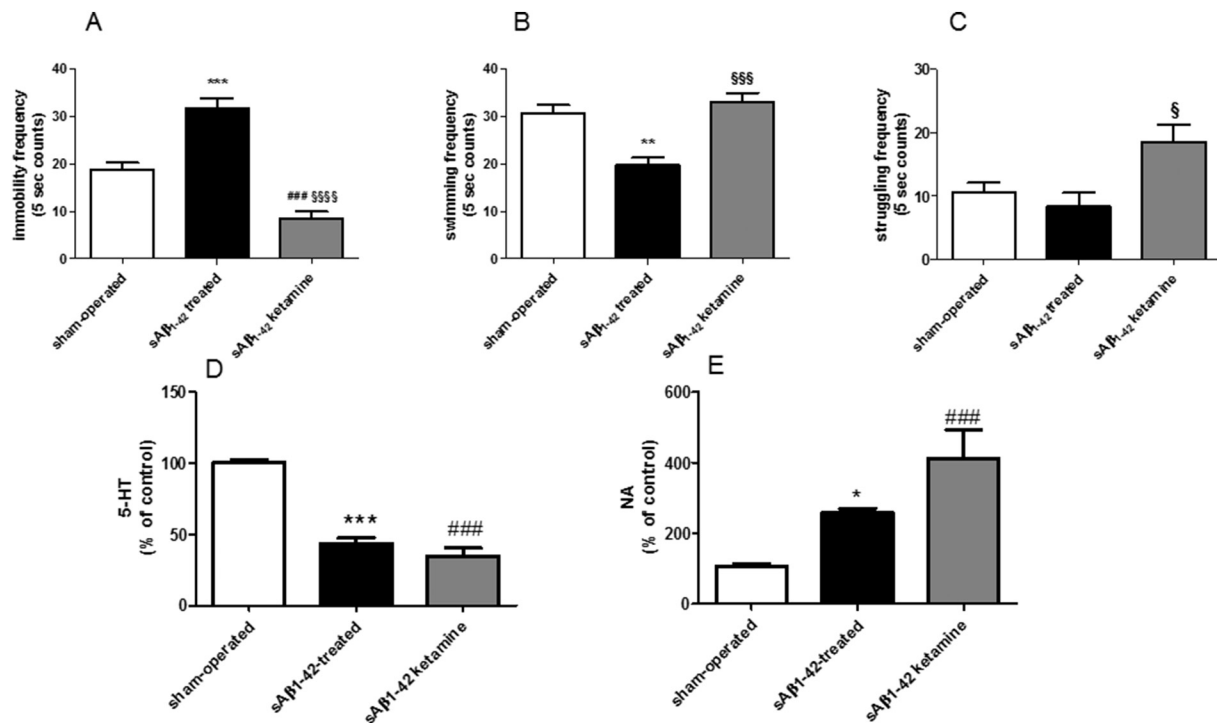 A
immobility frequency
(5 sec counts)
40
30
20
10
0
***
### §§§§
sham-operated
sAβ₁₋₄₂ treated
sAβ₁₋₄₂ ketamine
B
swimming frequency
(5 sec counts)
40
30
20
10
0
**
§§§
sham-operated
sAβ₁₋₄₂ treated
sAβ₁₋₄₂ ketamine
C
struggling frequency
(5 sec counts)
30
20
10
0
§
sham-operated
sAβ₁₋₄₂ treated
sAβ₁₋₄₂ ketamine
D
5-HT
(% of control)
150
100
50
0
***
###
sham-operated
sAβ1-42-treated
sAβ1-42 ketamine
E
NA
(% of control)
600
400
200
0
*
###
sham-operated
sAβ1-42-treated
sAβ1-42 ketamine